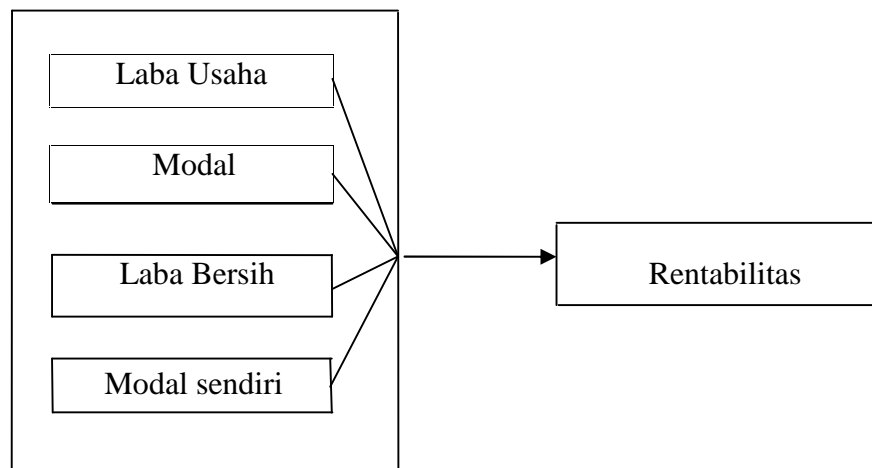 Laba Usaha
Modal
Laba Bersih
Modal sendiri
Rentabilitas